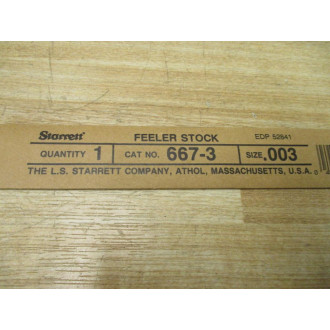 Starrett FEELER STOCK EDP 52641
QUANTITY 1 CAT NO. 667-3 SIZE .003
THE L.S. STARRETT COMPANY, ATHOL, MASSACHUSETTS, U.S.A.